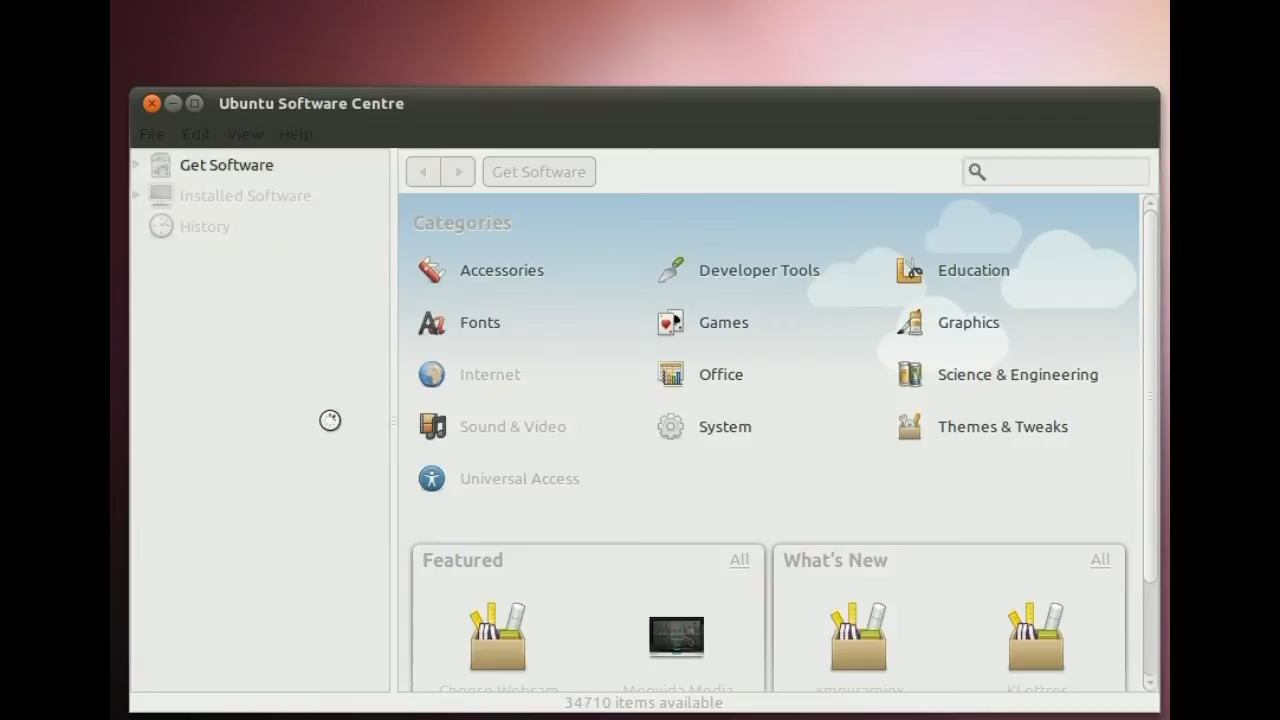 Ubuntu Software Centre
File Edit View Help
Get Software
Installed Software
History
Get Software
Categories
Accessories
Developer Tools
Education
Fonts
Games
Graphics
Internet
Office
Science & Engineering
Sound & Video
System
Themes & Tweaks
Universal Access
Featured All
What's New All
34710 items available